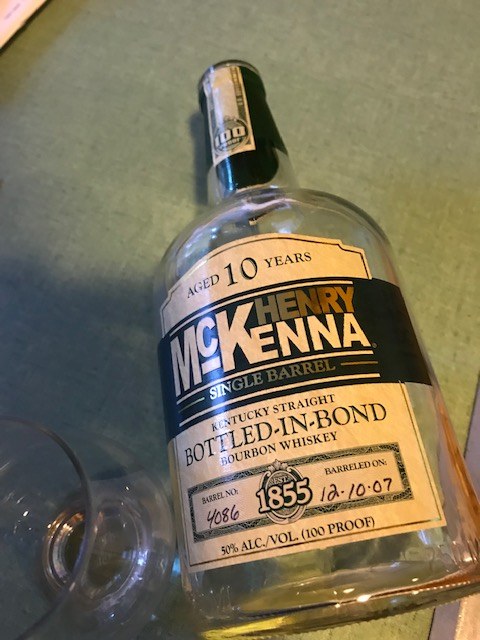 100
AGED 10 YEARS
HENRY
McKENNA
SINGLE BARREL
KENTUCKY STRAIGHT
BOTTLED-IN-BOND
BOURBON WHISKEY
BARREL NO: 4086
EST. 1855
BARRELED ON: 12-10-07
50% ALC./VOL. (100 PROOF)